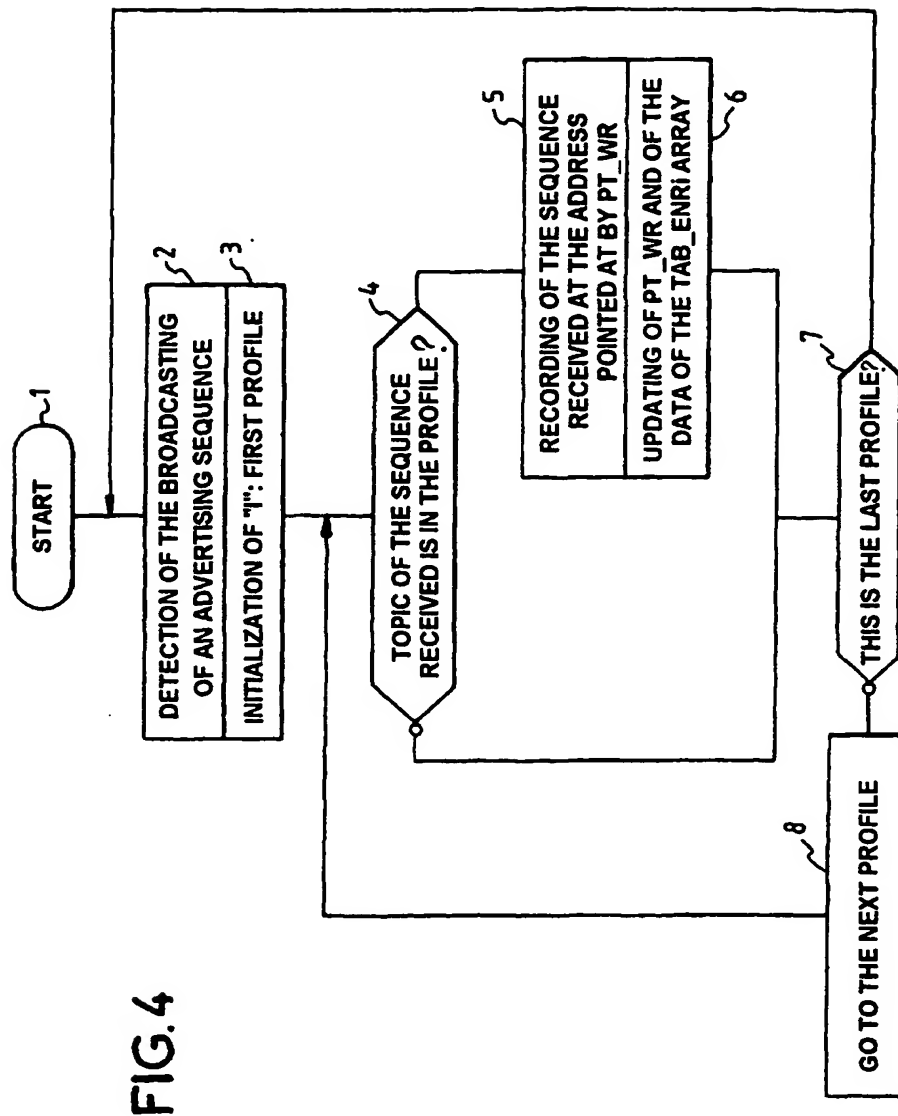 FIG.4
START
1
DETECTION OF THE BROADCASTING
OF AN ADVERTISING SEQUENCE
2
INITIALIZATION OF "I": FIRST PROFILE
3
TOPIC OF THE SEQUENCE
RECEIVED IS IN THE PROFILE?
4
RECORDING OF THE SEQUENCE
RECEIVED AT THE ADDRESS
POINTED AT BY PT_WR
5
UPDATING OF PT_WR AND OF THE
DATA OF THE TAB_ENRi ARRAY
6
THIS IS THE LAST PROFILE?
7
GO TO THE NEXT PROFILE
8